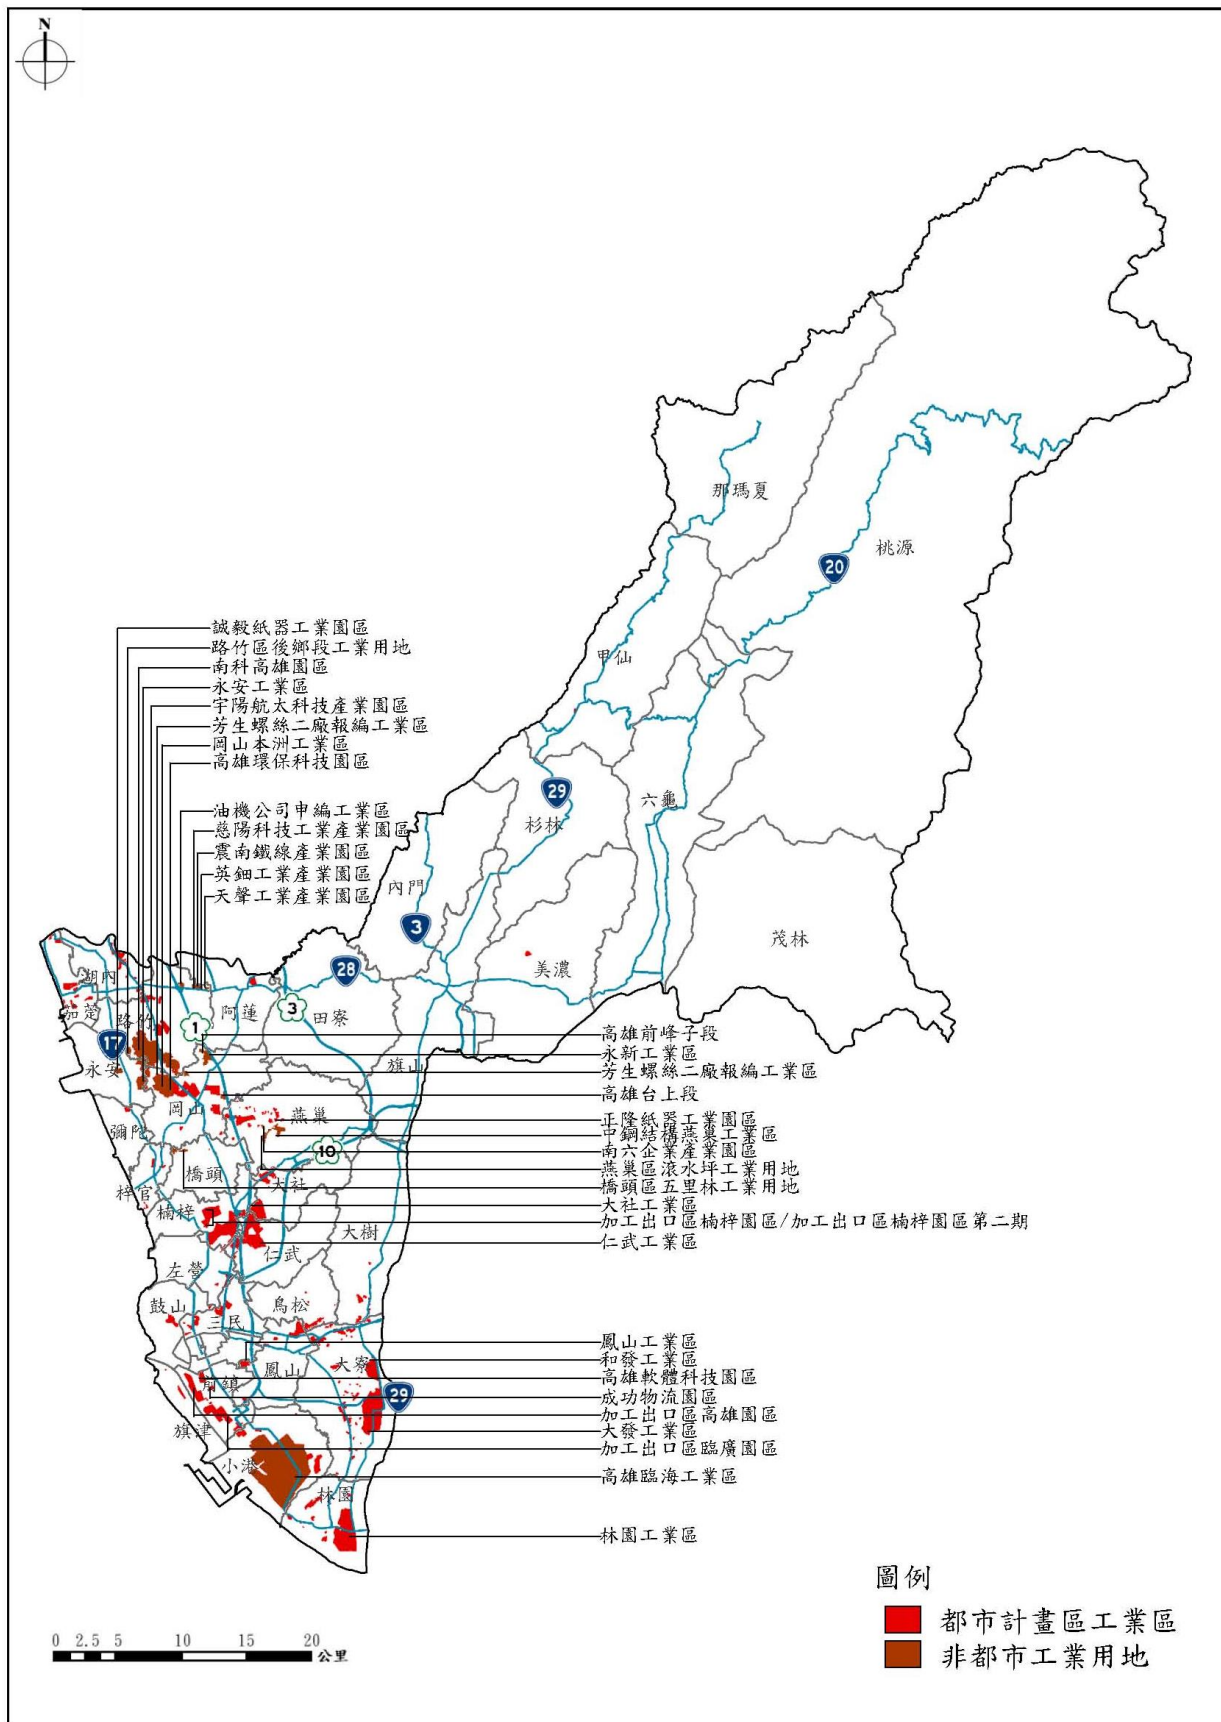 N
那瑪夏
桃源
20
甲仙
誠毅紙器工業園區
路竹區後鄉段工業用地
南科高雄園區
永安工業區
宇陽航太科技產業園區
芳生螺絲二廠報編工業區
岡山本洲工業區
高雄環保科技園區
油機公司申編工業區
慈陽科技工業產業園區
震南鐵線產業園區
英鈿工業產業園區
天聲工業產業園區
29
六龜
杉林
內門
3
茂林
美濃
28
湖內
茄萣
路竹
阿蓮
3
田寮
1
17
永安
旗山
高雄前峰子段
永新工業區
芳生螺絲二廠報編工業區
高雄台上段
岡山
燕巢
彌陀
正隆紙器工業園區
中鋼結構燕巢工業區
南六企業產業園區
燕巢區滾水坪工業用地
橋頭區五里林工業用地
10
橋頭
大社
梓官
楠梓
大社工業區
加工出口區楠梓園區/加工出口區楠梓園區第二期
仁武工業區
大樹
仁武
左營
鼓山
鳥松
三民
鳳山工業區
和發工業區
高雄軟體科技園區
成功物流園區
加工出口區高雄園區
大發工業區
加工出口區臨廣園區
高雄臨海工業區
林園工業區
大寮
鳳山
前鎮
29
旗津
小港
林園
圖例
都市計畫區工業區
非都市工業用地
0 2.5 5 10 15 20
公里